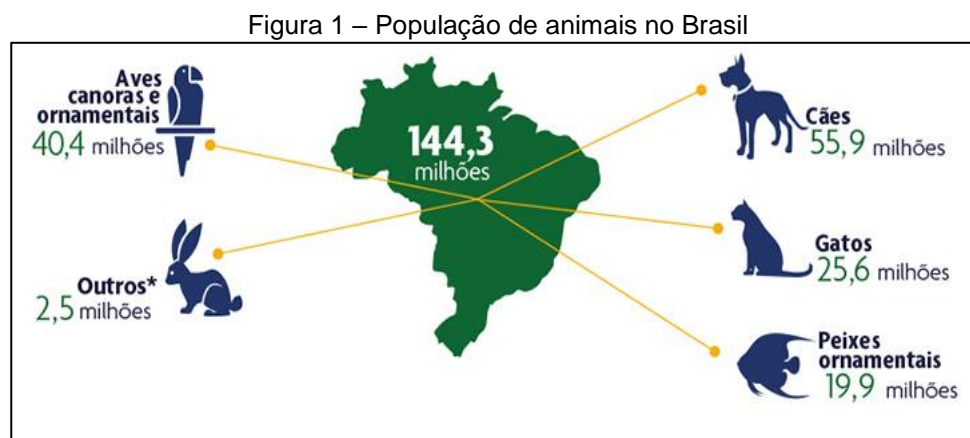 Figura 1 – População de animais no Brasil
Aves
canoras e
ornamentais
40,4 milhões
144,3
milhões
Cães
55,9 milhões
Outros*
2,5 milhões
Gatos
25,6 milhões
Peixes
ornamentais
19,9 milhões